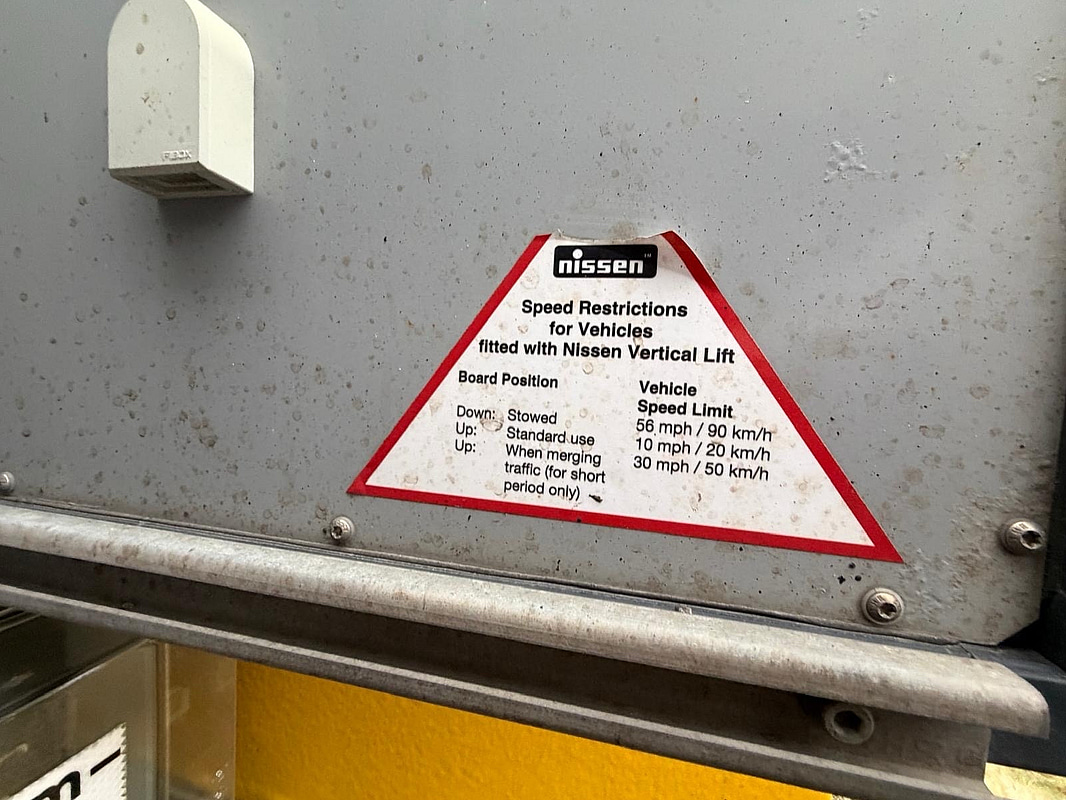 FIBOX
nissen
Speed Restrictions
for Vehicles
fitted with Nissen Vertical Lift
Board Position Vehicle
Speed Limit
Down: Stowed 56 mph / 90 km/h
Up: Standard use 10 mph / 20 km/h
Up: When merging 30 mph / 50 km/h
traffic (for short
period only)